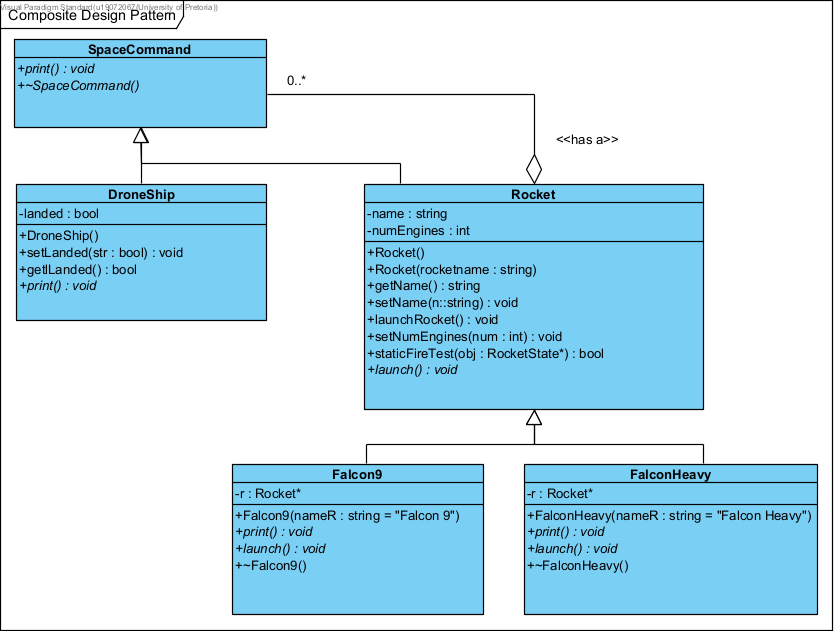 Visual Paradigm Standard(u19072067(University of Pretoria))
Composite Design Pattern
SpaceCommand
+print() : void
+~SpaceCommand()
0..*
<<has a>>
DroneShip
-landed : bool
+DroneShip()
+setLanded(str : bool) : void
+getlLanded() : bool
+print() : void
Rocket
-name : string
-numEngines : int
+Rocket()
+Rocket(rocketname : string)
+getName() : string
+setName(n::string) : void
+launchRocket() : void
+setNumEngines(num : int) : void
+staticFireTest(obj : RocketState*) : bool
+launch() : void
Falcon9
-r : Rocket*
+Falcon9(nameR : string = "Falcon 9")
+print() : void
+launch() : void
+~Falcon9()
FalconHeavy
-r : Rocket*
+FalconHeavy(nameR : string = "Falcon Heavy")
+print() : void
+launch() : void
+~FalconHeavy()